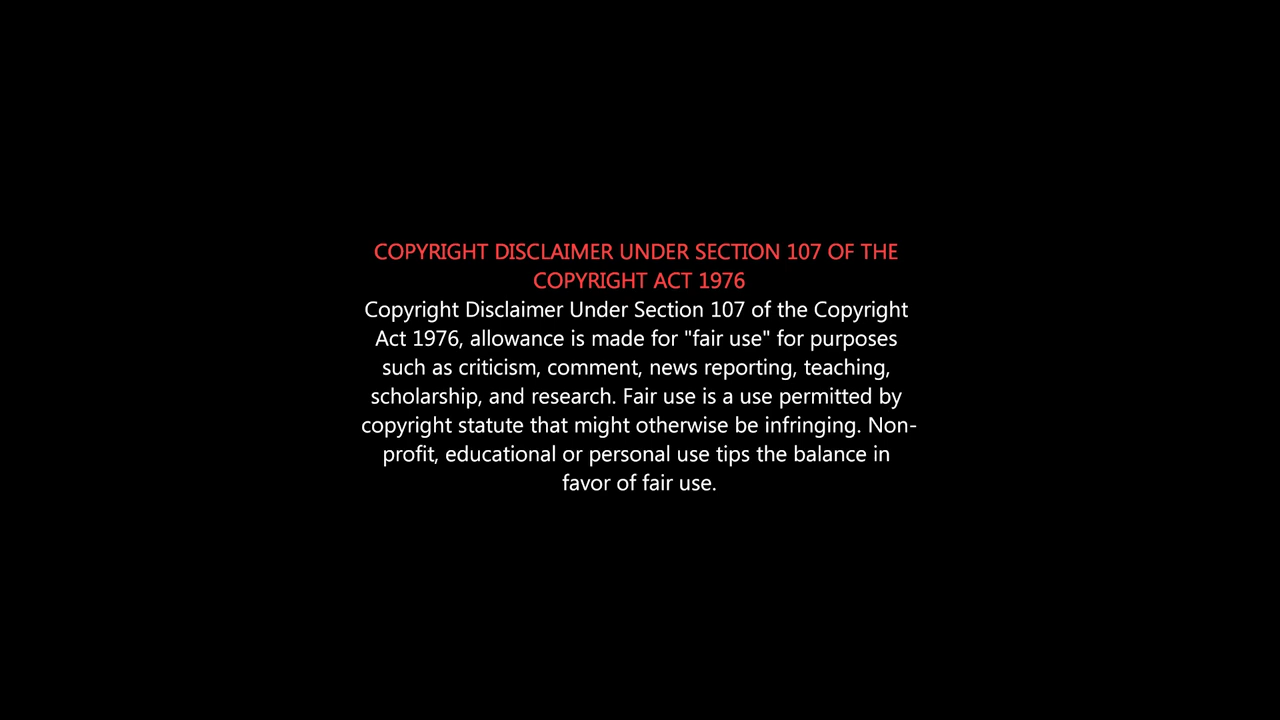 COPYRIGHT DISCLAIMER UNDER SECTION 107 OF THE
COPYRIGHT ACT 1976
Copyright Disclaimer Under Section 107 of the Copyright
Act 1976, allowance is made for "fair use" for purposes
such as criticism, comment, news reporting, teaching,
scholarship, and research. Fair use is a use permitted by
copyright statute that might otherwise be infringing. Non-
profit, educational or personal use tips the balance in
favor of fair use.